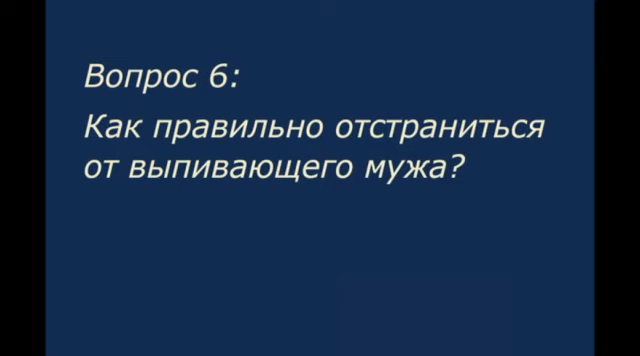 Вопрос 6:
Как правильно отстраниться
от выпивающего мужа?